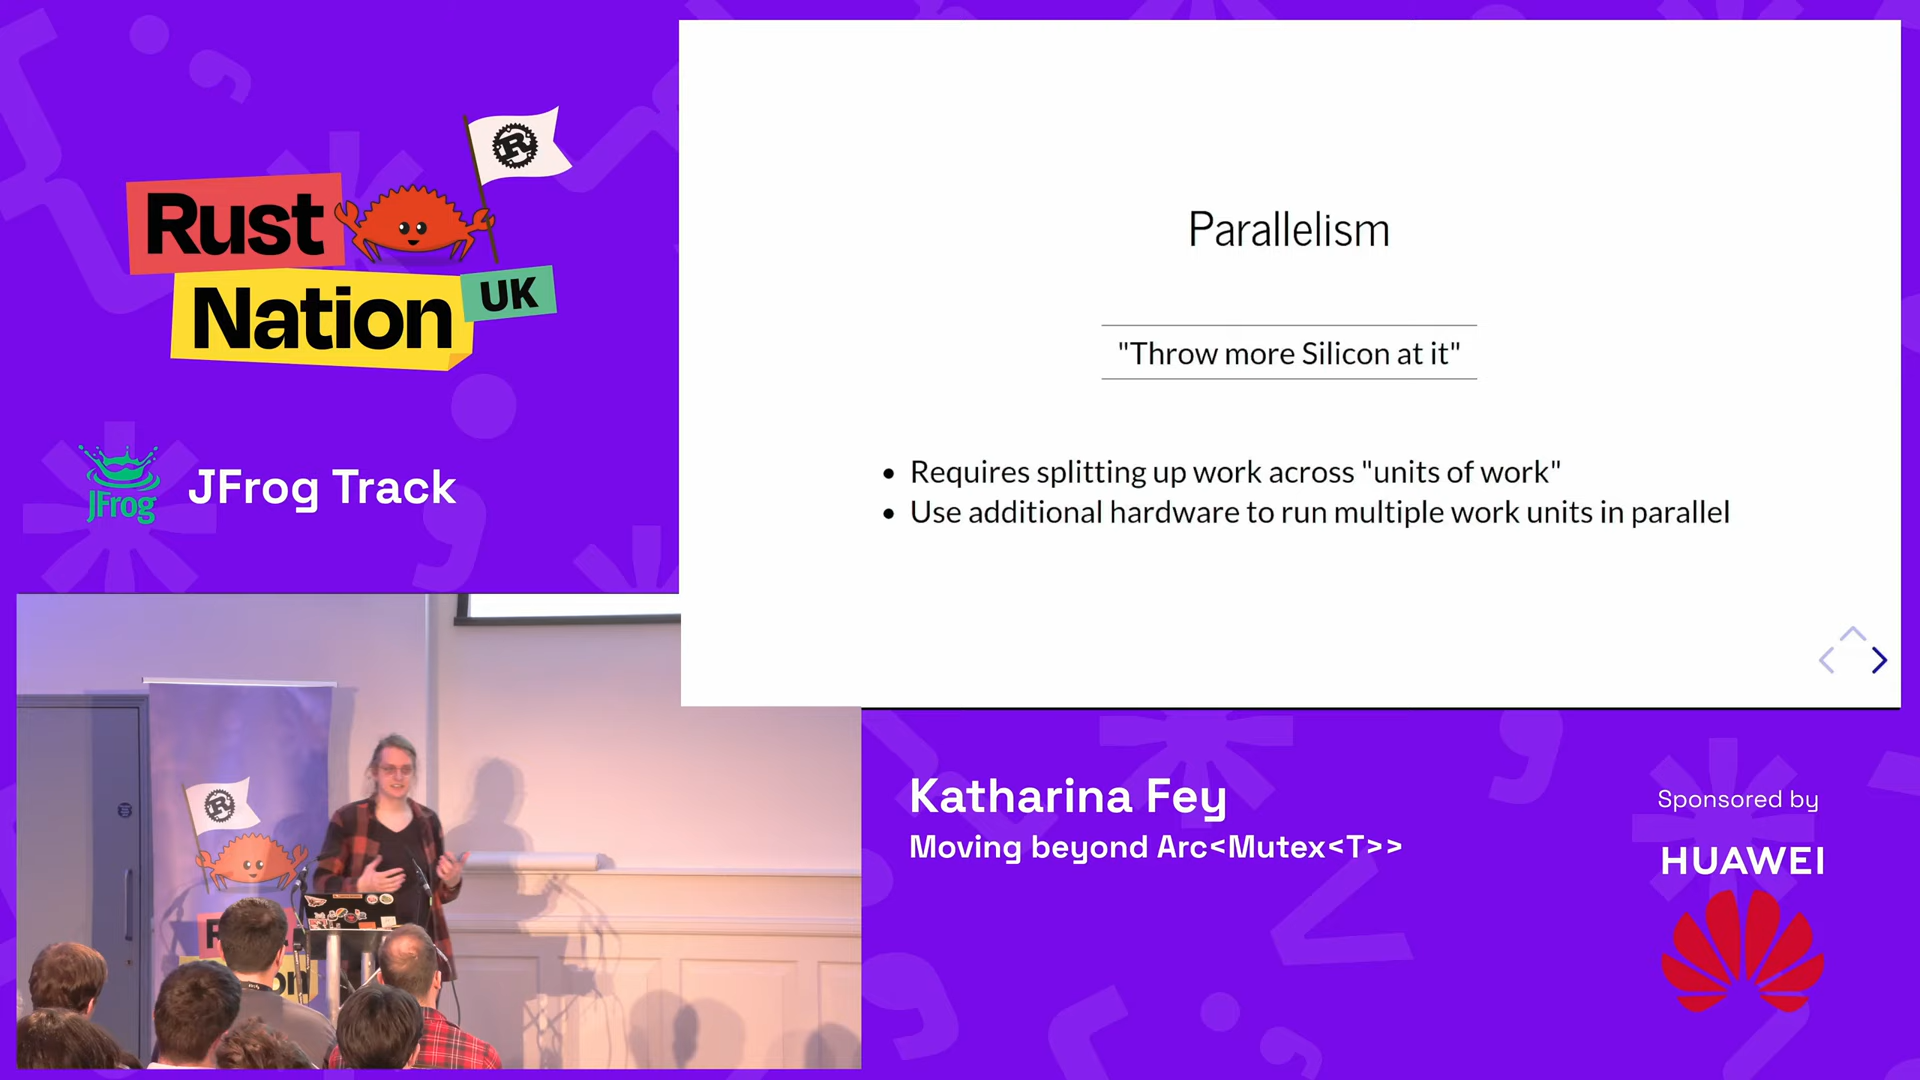 Rust
Nation
UK
R
JFrog
JFrog Track
Parallelism
"Throw more Silicon at it"
• Requires splitting up work across "units of work"
• Use additional hardware to run multiple work units in parallel
Katharina Fey
Moving beyond Arc<Mutex<T>>
Sponsored by
HUAWEI